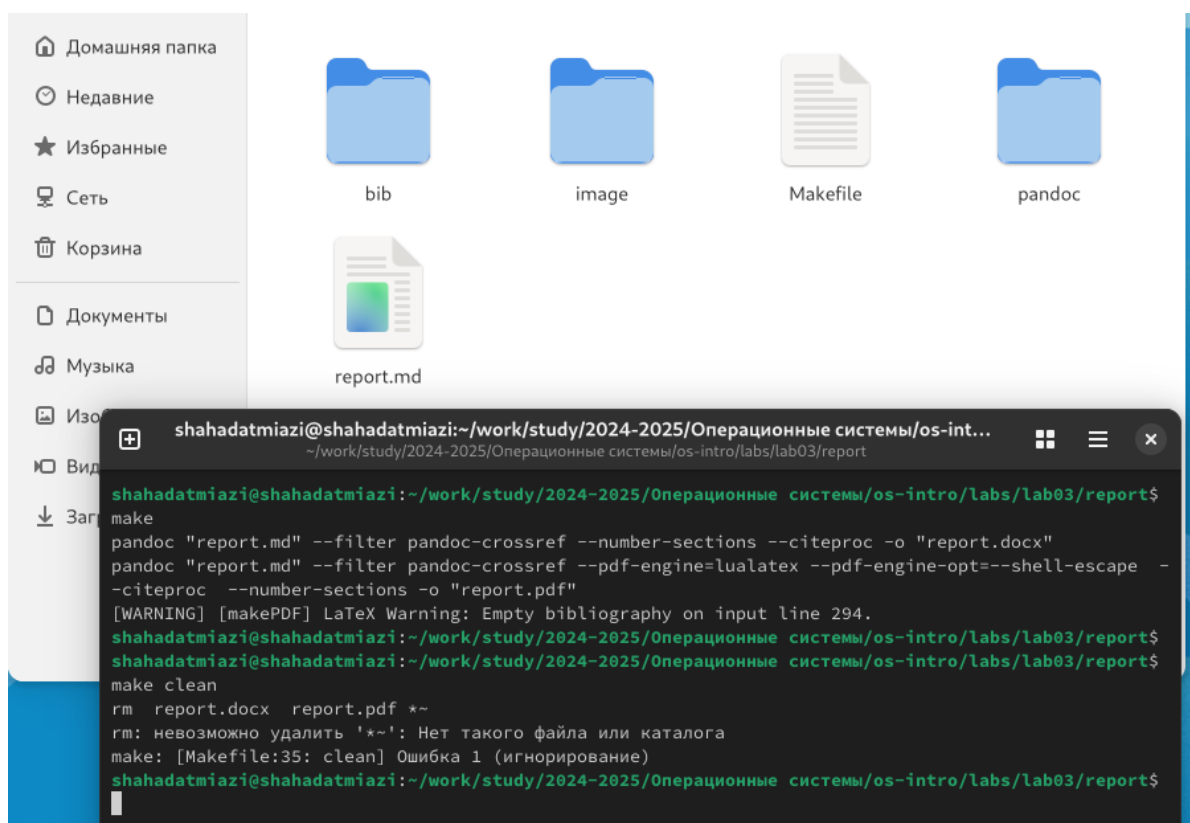 Домашняя папка
Недавние
Избранные
Сеть
Корзина
Документы
Музыка
Изо
Вид
Заг
bib
image
Makefile
pandoc
report.md
shahadatmiazi@shahadatmiazi:~/work/study/2024-2025/Операционные системы/os-int...
~/work/study/2024-2025/Операционные системы/os-intro/labs/lab03/report
shahadatmiazi@shahadatmiazi:~/work/study/2024-2025/Операционные системы/os-intro/labs/lab03/report$
make
pandoc "report.md" --filter pandoc-crossref --number-sections --citeproc -o "report.docx"
pandoc "report.md" --filter pandoc-crossref --pdf-engine=lualatex --pdf-engine-opt=--shell-escape  -
-citeproc  --number-sections -o "report.pdf"
[WARNING] [makePDF] LaTeX Warning: Empty bibliography on input line 294.
shahadatmiazi@shahadatmiazi:~/work/study/2024-2025/Операционные системы/os-intro/labs/lab03/report$
shahadatmiazi@shahadatmiazi:~/work/study/2024-2025/Операционные системы/os-intro/labs/lab03/report$
make clean
rm  report.docx  report.pdf *~
rm: невозможно удалить '*~': Нет такого файла или каталога
make: [Makefile:35: clean] Ошибка 1 (игнорирование)
shahadatmiazi@shahadatmiazi:~/work/study/2024-2025/Операционные системы/os-intro/labs/lab03/report$